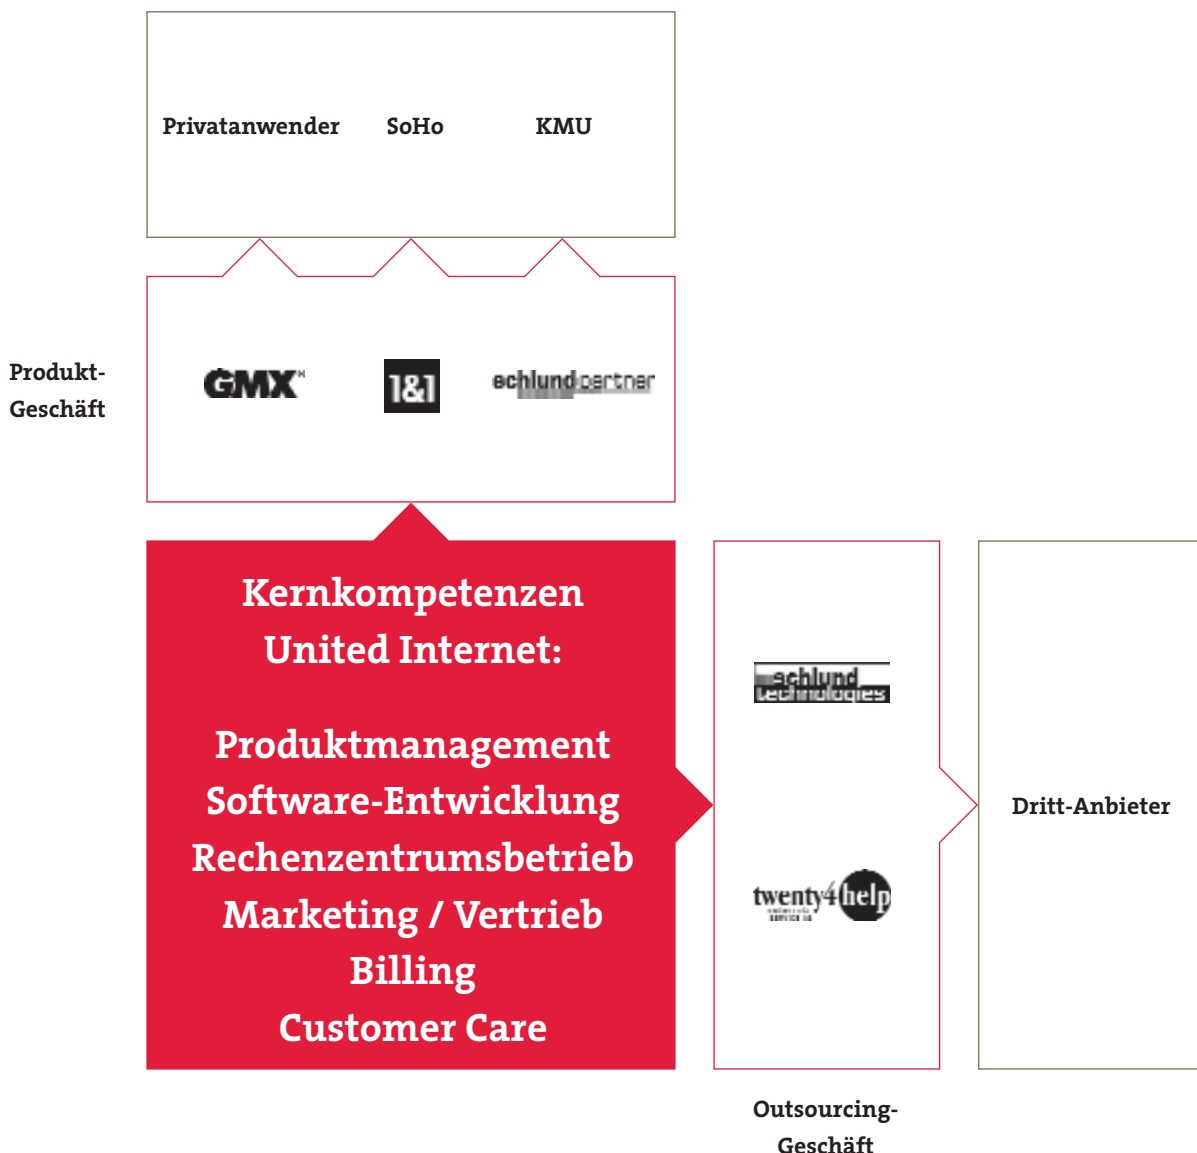 Privatanwender SoHo KMU
Produkt-
Geschäft
GMX
1&1
schlund partner
Kernkompetenzen
United Internet:
Produktmanagement
Software-Entwicklung
Rechenzentrumsbetrieb
Marketing / Vertrieb
Billing
Customer Care
schlund
technologies
twenty4help
Dritt-Anbieter
Outsourcing-
Geschäft